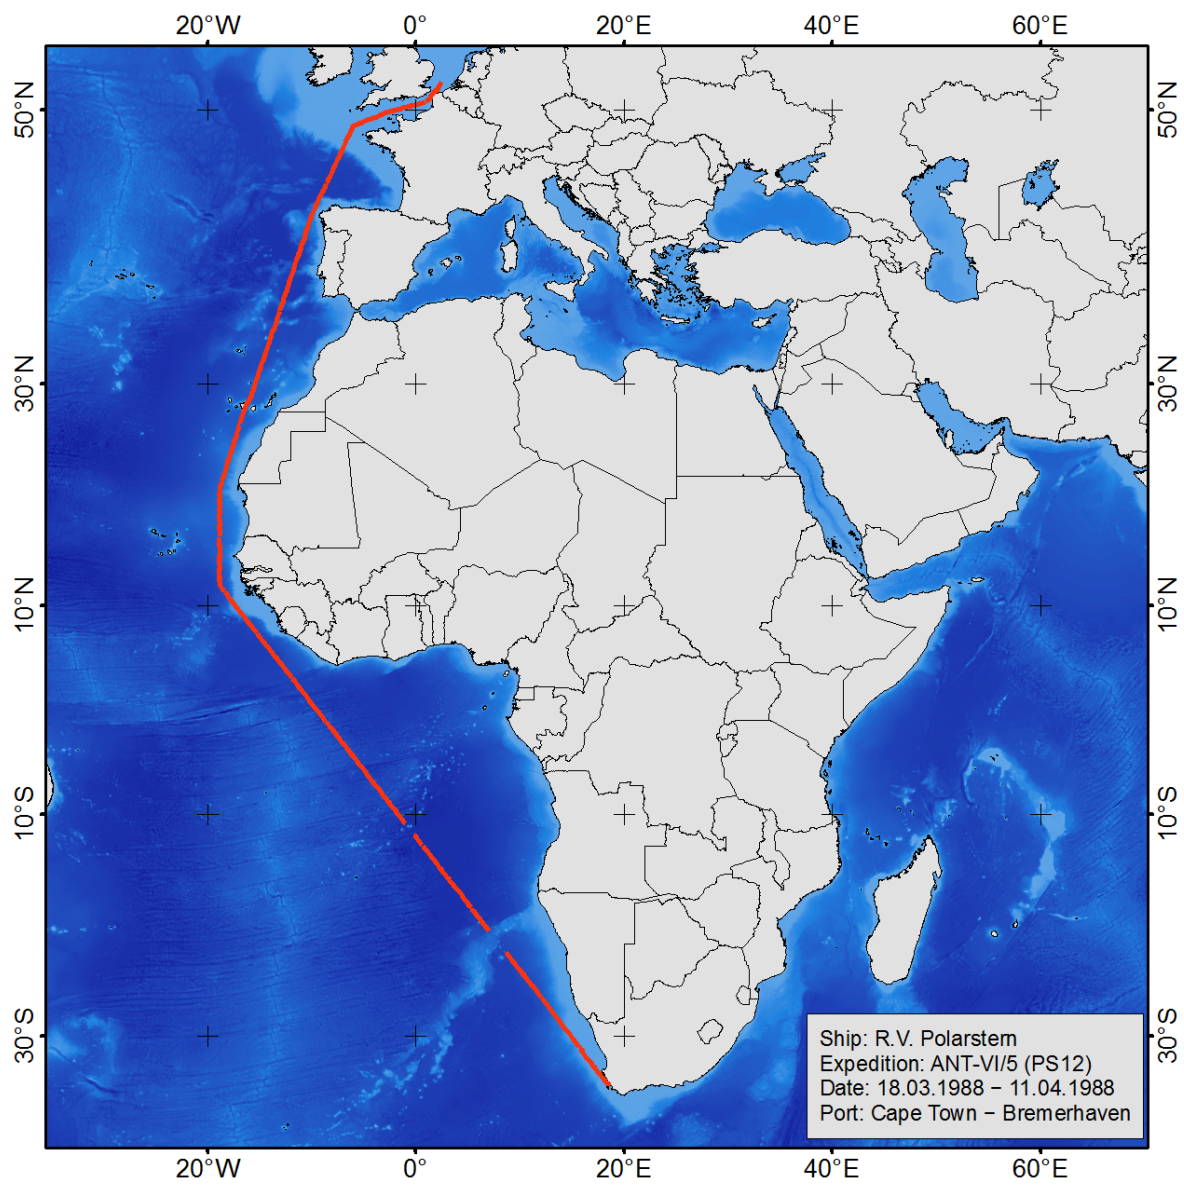 20°W 0° 20°E 40°E 60°E
50°N 50°N
30°N 30°N
10°N 10°N
10°S 10°S
30°S 30°S
Ship: R.V. Polarstern
Expedition: ANT-VI/5 (PS12)
Date: 18.03.1988 − 11.04.1988
Port: Cape Town − Bremerhaven
20°W 0° 20°E 40°E 60°E